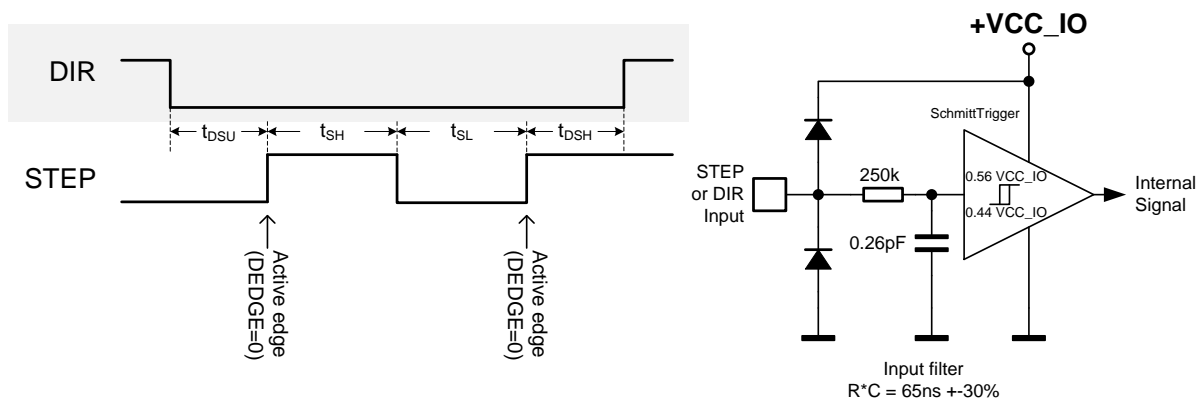 DIR
tDSU
tSH
tSL
tDSH
STEP
Active edge
(DEDGE=0)
Active edge
(DEDGE=0)
+VCC_IO
SchmittTrigger
STEP
or DIR
Input
250k
0.56 VCC_IO
0.44 VCC_IO
0.26pF
Internal
Signal
Input filter
R*C = 65ns +-30%